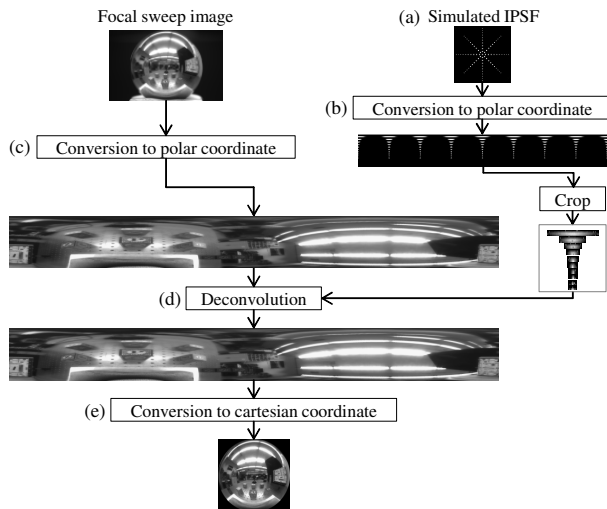 Focal sweep image
(a) Simulated IPSF
(b) Conversion to polar coordinate
(c) Conversion to polar coordinate
Crop
(d) Deconvolution
(e) Conversion to cartesian coordinate